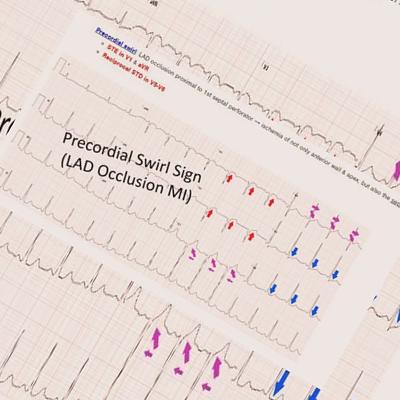 Precordial swirl: LAD occlusion proximal to 1st septal perforator → ischemia of not only anterior wall & apex, but also the
STE in V1 & aVR
Reciprocal STD in V5-V6
Precordial Swirl Sign
(LAD Occlusion MI)
V1